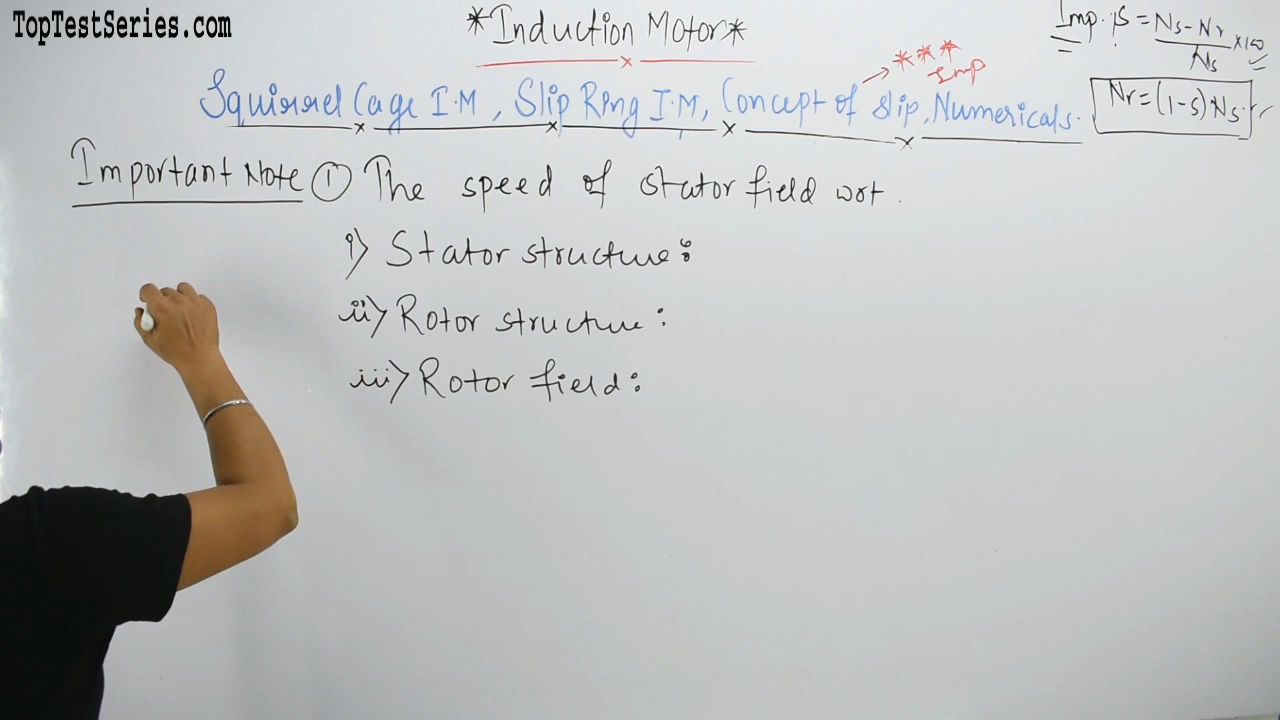 TopTestSeries.com
*Induction Motor*
Imp. S = Ns-Nr/Ns ×100
*** Imp
Nr=(1-S)Ns.
Squirrel Cage I.M, Slip Ring I.M, Concept of slip, Numericals.
Important Note ① The speed of stator field wrt.
i) Stator structure:
ii) Rotor structure:
iii) Rotor field: